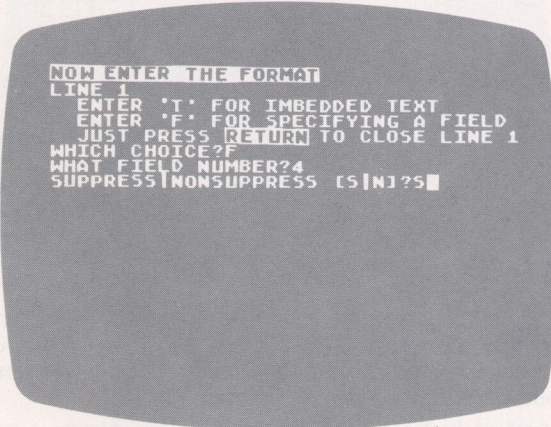 NOW ENTER THE FORMAT
LINE 1
ENTER 'T' FOR IMBEDDED TEXT
ENTER 'F' FOR SPECIFYING A FIELD
JUST PRESS RETURN TO CLOSE LINE 1
WHICH CHOICE?F
WHAT FIELD NUMBER?4
SUPPRESS|NONSUPPRESS [S|N]?S